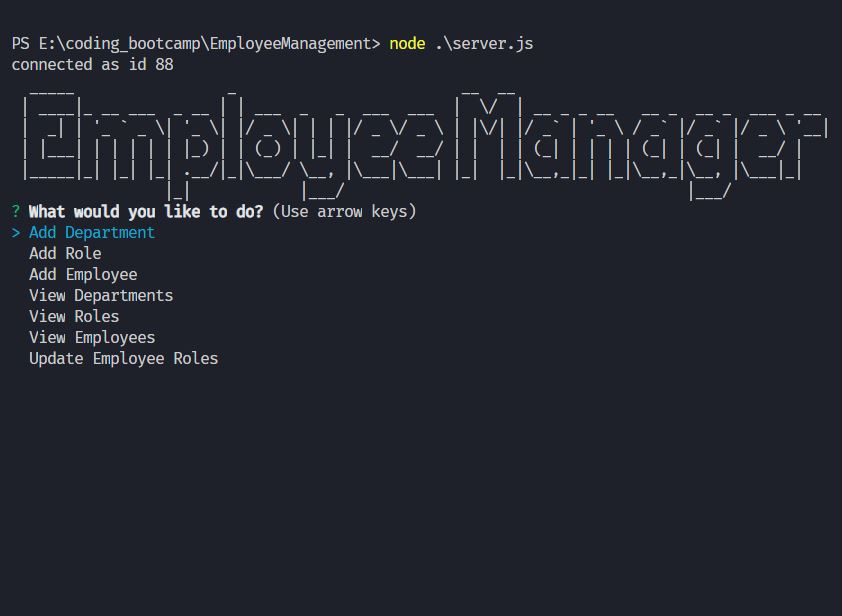 PS E:\coding_bootcamp\EmployeeManagement> node .\server.js
connected as id 88
Employee Manager
? What would you like to do? (Use arrow keys)
> Add Department
Add Role
Add Employee
View Departments
View Roles
View Employees
Update Employee Roles